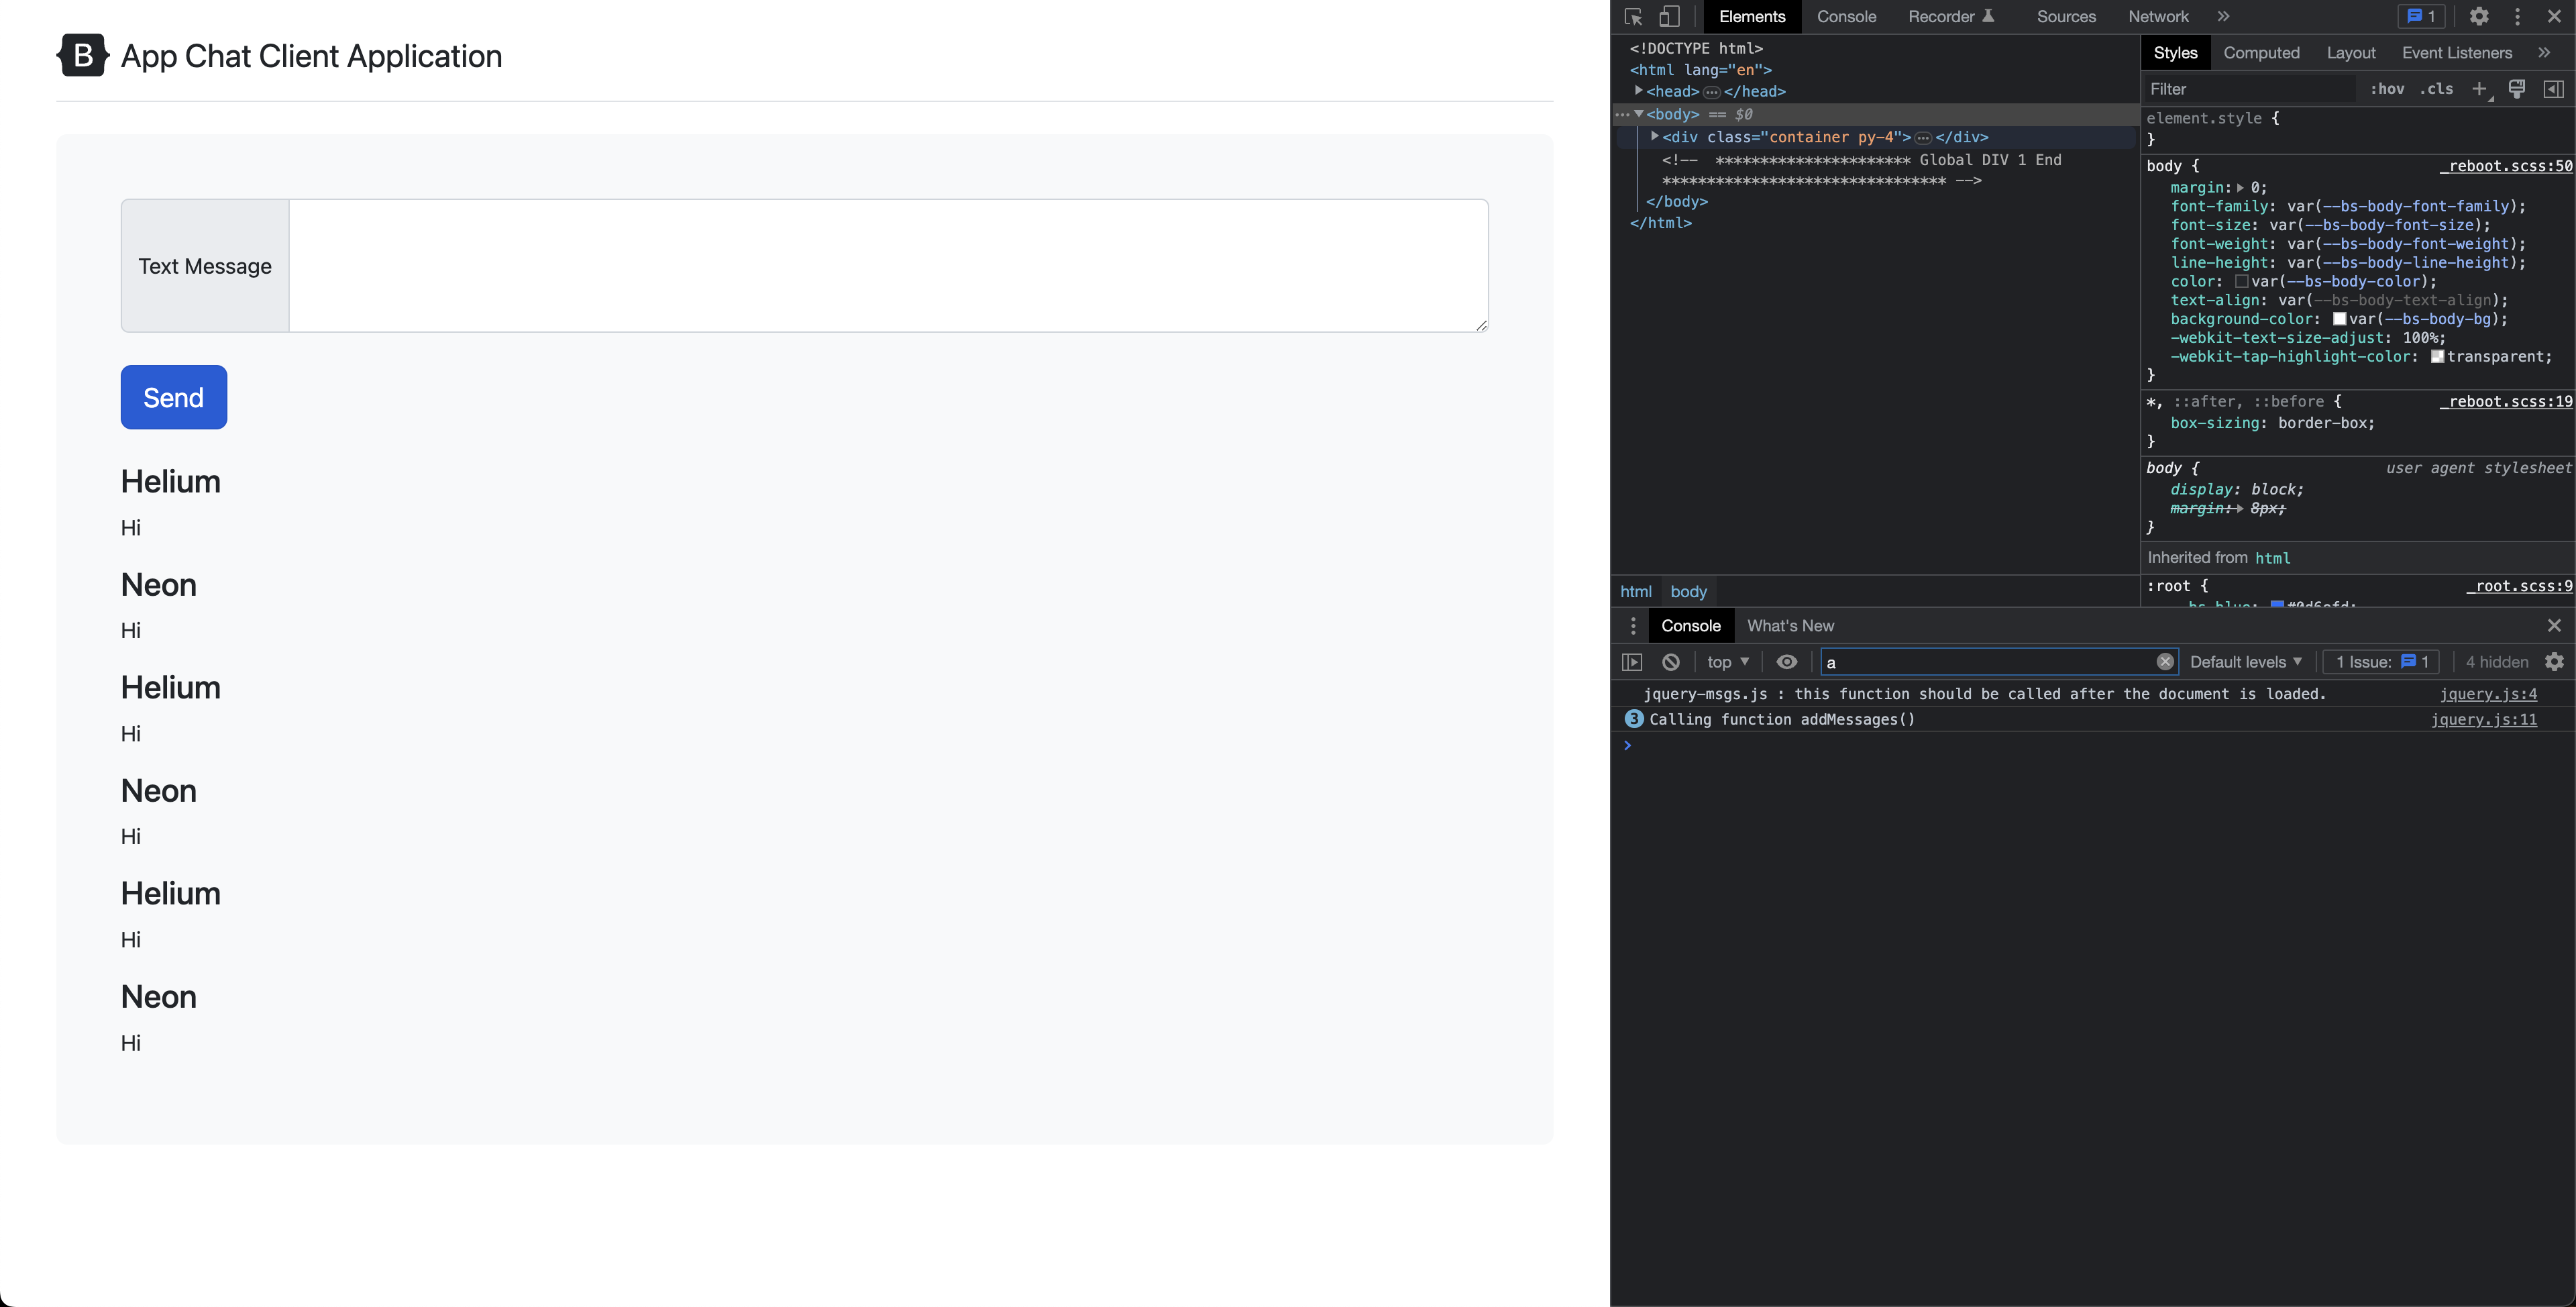 B App Chat Client Application
Text Message
Send
Helium
Hi
Neon
Hi
Helium
Hi
Neon
Hi
Helium
Hi
Neon
Hi
Elements Console Recorder Sources Network » 1
<!DOCTYPE html>
<html lang="en">
<head> … </head>
… <body> == $0
<div class="container py-4"> … </div>
<!-- ********************** Global DIV 1 End
******************************** -->
</body>
</html>
html body
Styles Computed Layout Event Listeners »
Filter :hov .cls +
element.style {
}
body { _reboot.scss:50
margin: 0;
font-family: var(--bs-body-font-family);
font-size: var(--bs-body-font-size);
font-weight: var(--bs-body-font-weight);
line-height: var(--bs-body-line-height);
color: var(--bs-body-color);
text-align: var(--bs-body-text-align);
background-color: var(--bs-body-bg);
-webkit-text-size-adjust: 100%;
-webkit-tap-highlight-color: transparent;
}
*, ::after, ::before { _reboot.scss:19
box-sizing: border-box;
}
body { user agent stylesheet
display: block;
margin: 8px;
}
Inherited from html
:root { _root.scss:9
--bs-blue: #0d6efd;
Console What's New
top a Default levels 1 Issue: 1 4 hidden
jquery-msgs.js : this function should be called after the document is loaded. jquery.js:4
3 Calling function addMessages() jquery.js:11
>